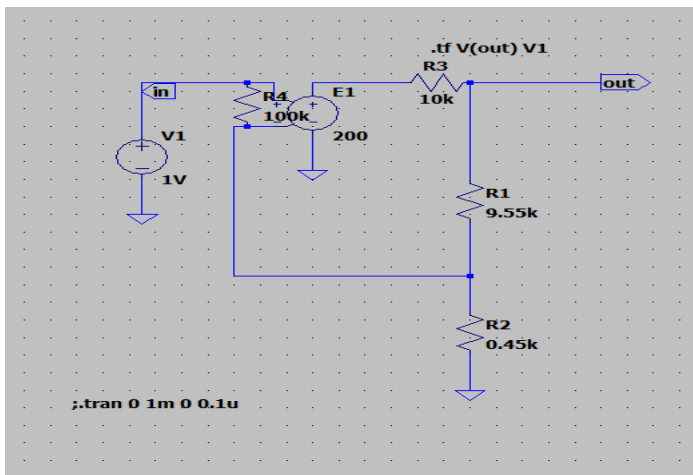 .tf V(out) V1
R3
in
R4
E1
out
10k
100k
V1
200
1V
R1
9.55k
R2
0.45k
;.tran 0 1m 0 0.1u